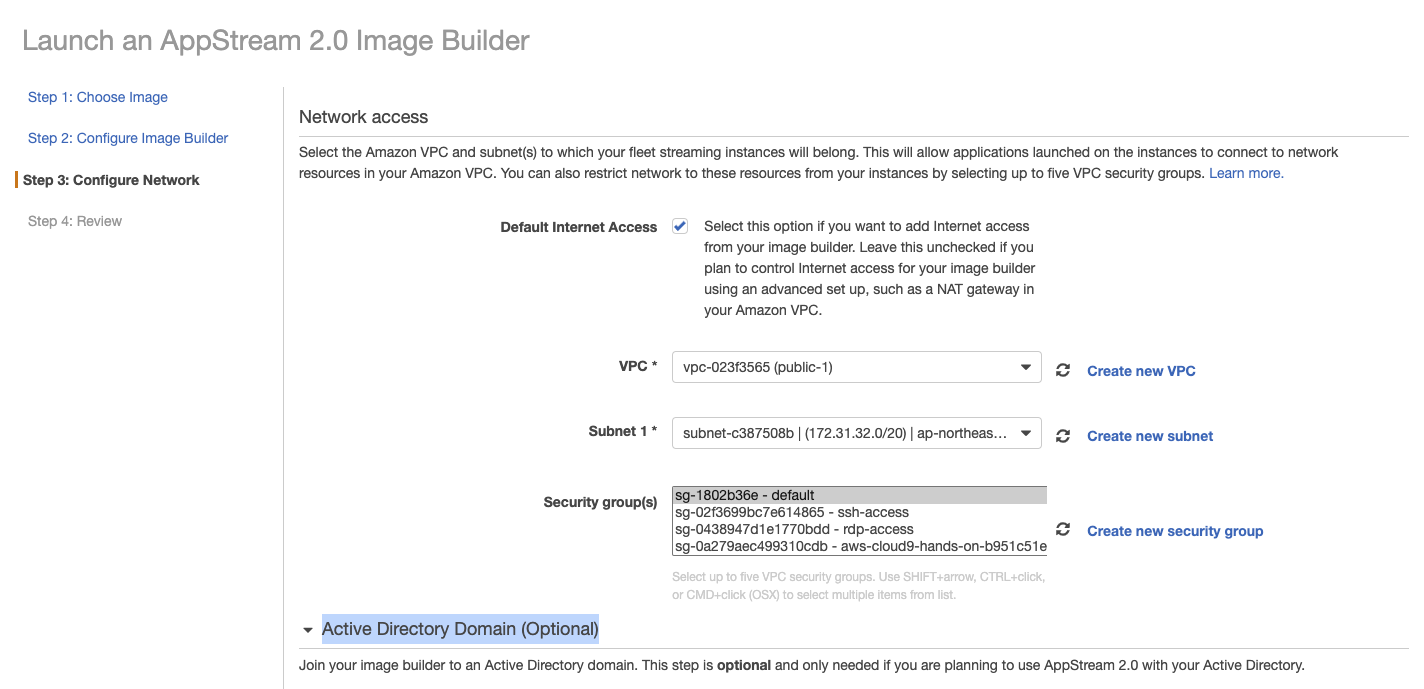 Launch an AppStream 2.0 Image Builder
Step 1: Choose Image
Step 2: Configure Image Builder
Step 3: Configure Network
Step 4: Review
Network access
Select the Amazon VPC and subnet(s) to which your fleet streaming instances will belong. This will allow applications launched on the instances to connect to network
resources in your Amazon VPC. You can also restrict network to these resources from your instances by selecting up to five VPC security groups. Learn more.
Default Internet Access
Select this option if you want to add Internet access
from your image builder. Leave this unchecked if you
plan to control Internet access for your image builder
using an advanced set up, such as a NAT gateway in
your Amazon VPC.
VPC *
vpc-023f3565 (public-1)
Create new VPC
Subnet 1 *
subnet-c387508b | (172.31.32.0/20) | ap-northeas...
Create new subnet
Security group(s)
sg-1802b36e - default
sg-02f3699bc7e614865 - ssh-access
sg-0438947d1e1770bdd - rdp-access
sg-0a279aec499310cdb - aws-cloud9-hands-on-b951c51e
Create new security group
Select up to five VPC security groups. Use SHIFT+arrow, CTRL+click,
or CMD+click (OSX) to select multiple items from list.
Active Directory Domain (Optional)
Join your image builder to an Active Directory domain. This step is optional and only needed if you are planning to use AppStream 2.0 with your Active Directory.